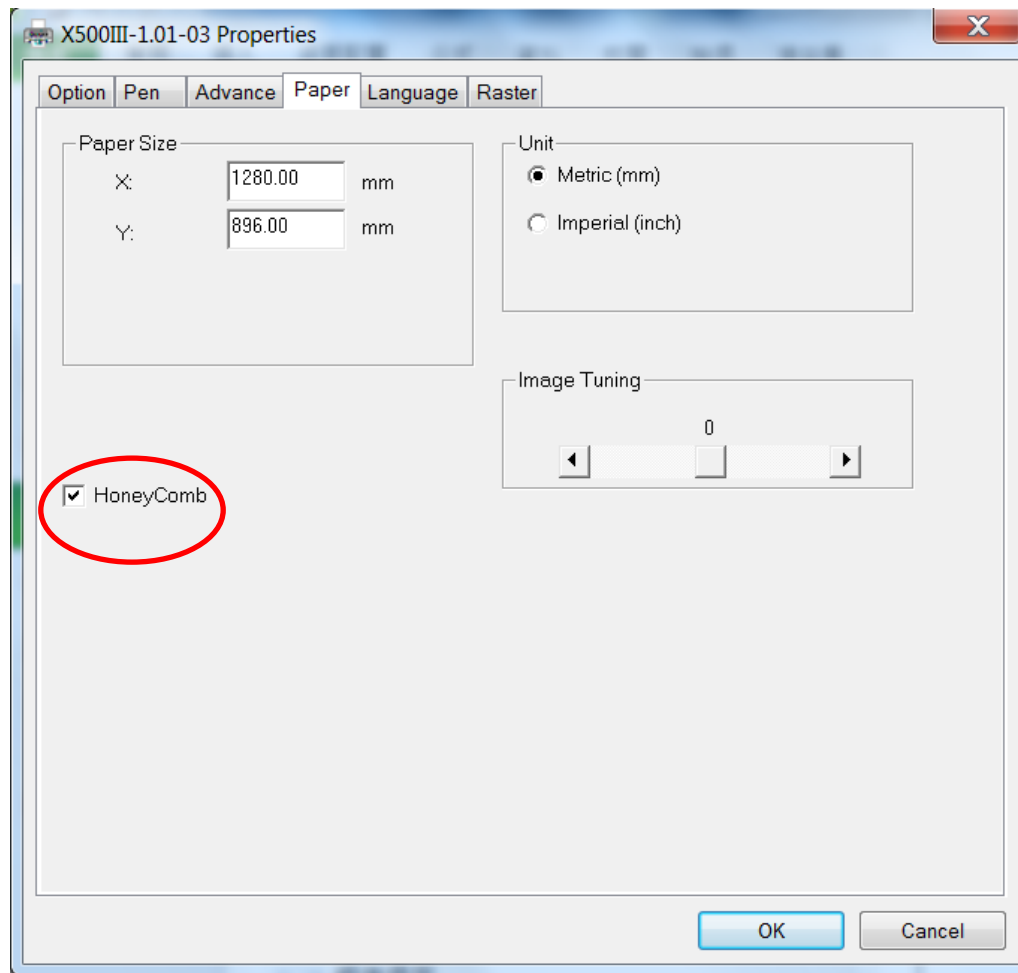 X500III-1.01-03 Properties
Option Pen Advance Paper Language Raster
Paper Size
X: 1280.00 mm
Y: 896.00 mm
Unit
Metric (mm)
Imperial (inch)
Image Tuning
0
HoneyComb
OK Cancel